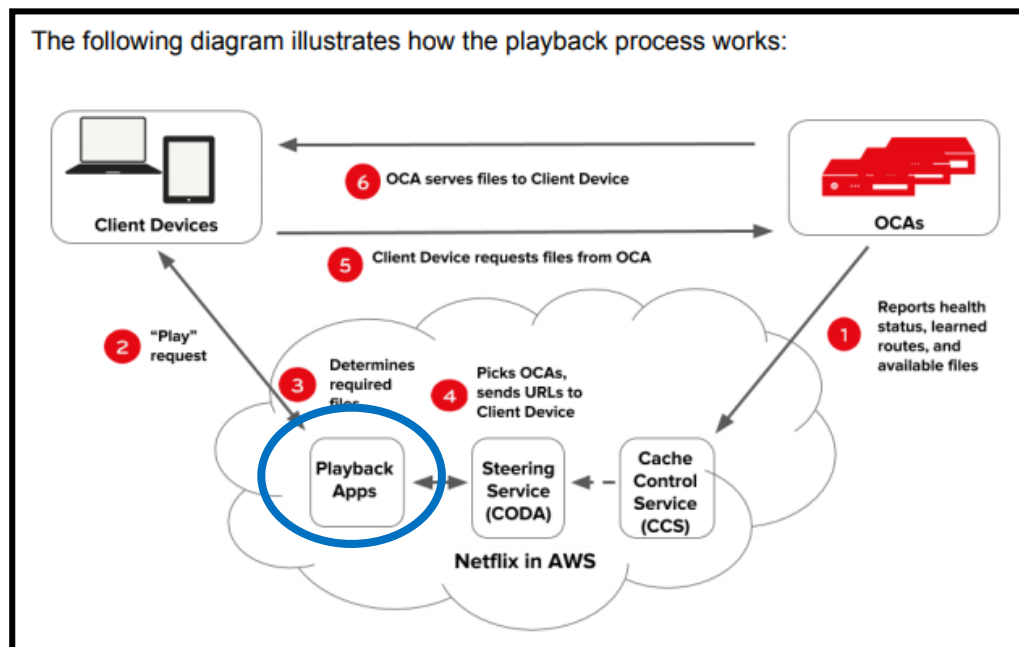 The following diagram illustrates how the playback process works:
Client Devices
OCAs
6 OCA serves files to Client Device
5 Client Device requests files from OCA
2 “Play”
request
1 Reports health
status, learned
routes, and
available files
3 Determines
required
files
4 Picks OCAs,
sends URLs to
Client Device
Playback
Apps
Steering
Service
(CODA)
Cache
Control
Service
(CCS)
Netflix in AWS